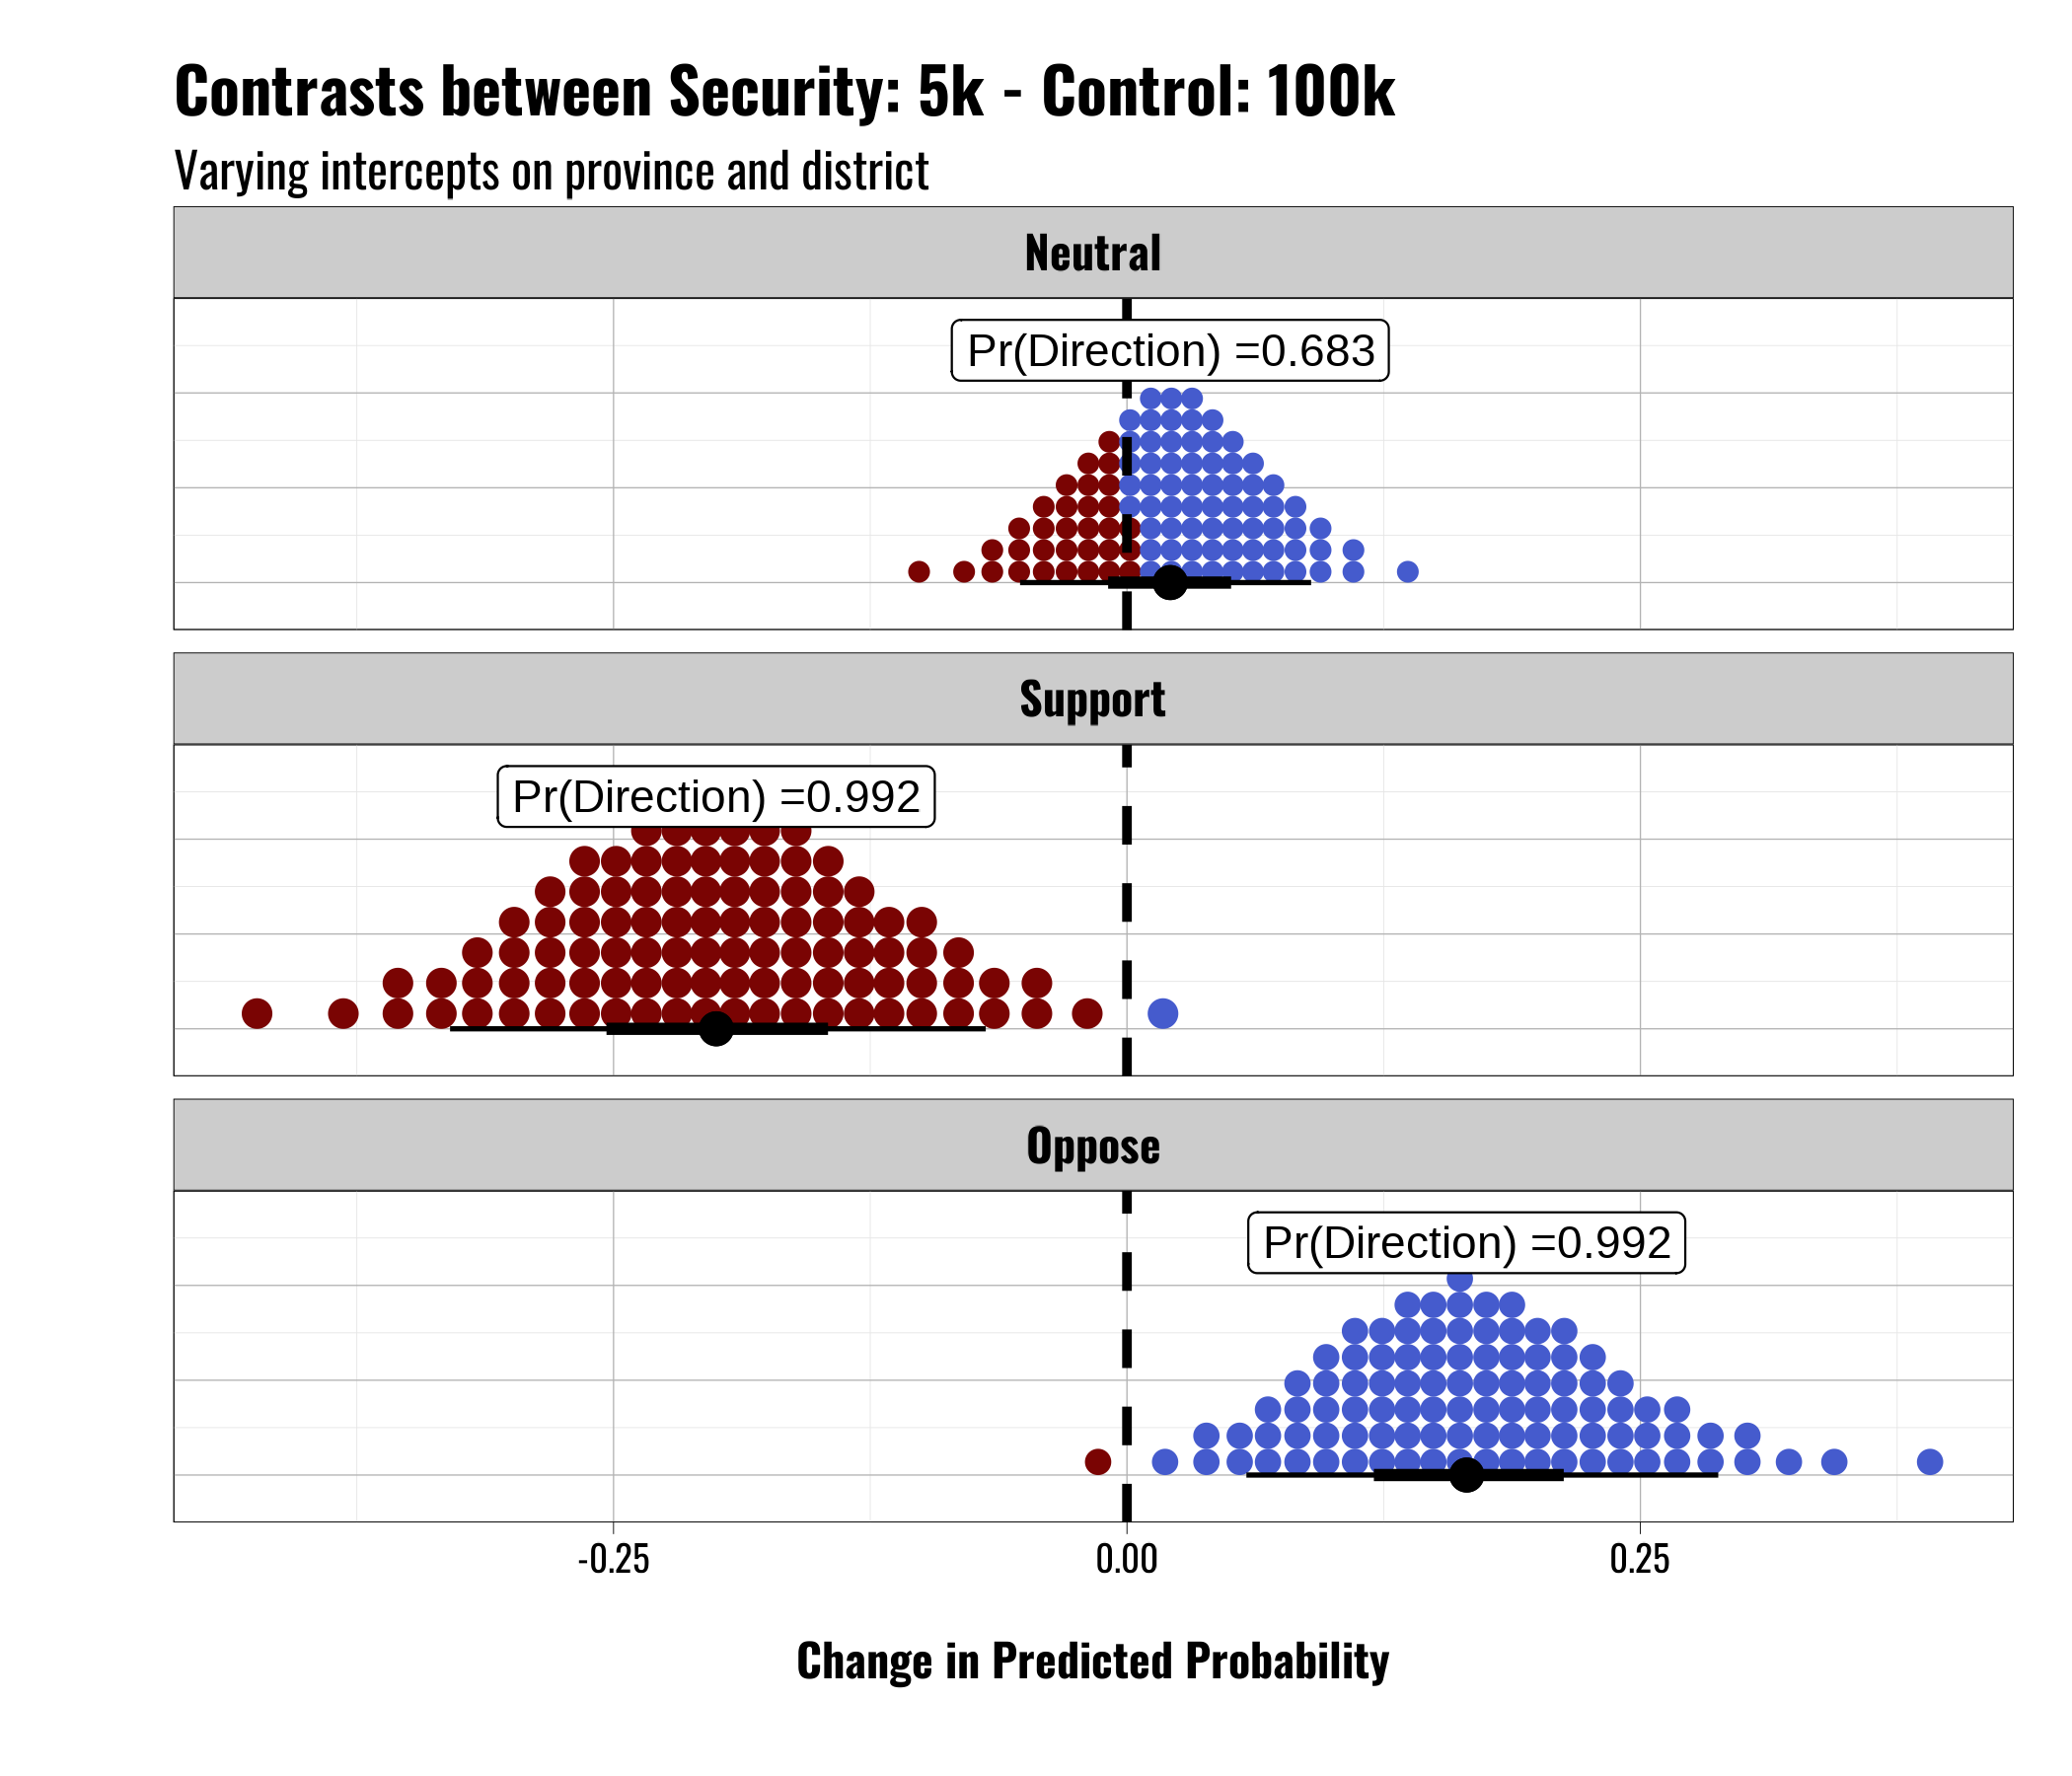 Contrasts between Security: 5k - Control: 100k
Varying intercepts on province and district
Neutral
Pr(Direction) =0.683
Support
Pr(Direction) =0.992
Oppose
Pr(Direction) =0.992
-0.25 0.00 0.25
Change in Predicted Probability